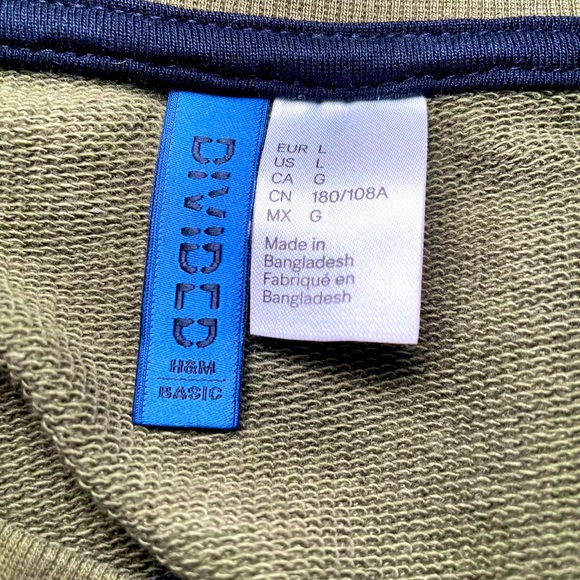 DIVIDED
H&M
BASIC
EUR L
US L
CA G
CN 180/108A
MX G
Made in
Bangladesh
Fabriqué en
Bangladesh